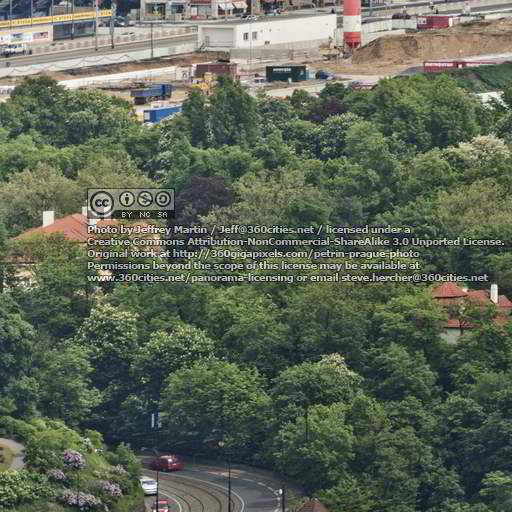 cc
BY NC SA
Photo by Jeffrey Martin / Jeff@360cities.net / licensed under a
Creative Commons Attribution-NonCommercial-ShareAlike 3.0 Unported License.
Original work at http://360gigapixels.com/petrin-prague-photo
Permissions beyond the scope of this license may be available at
www.360cities.net/panorama-licensing or email steve.hercher@360cities.net